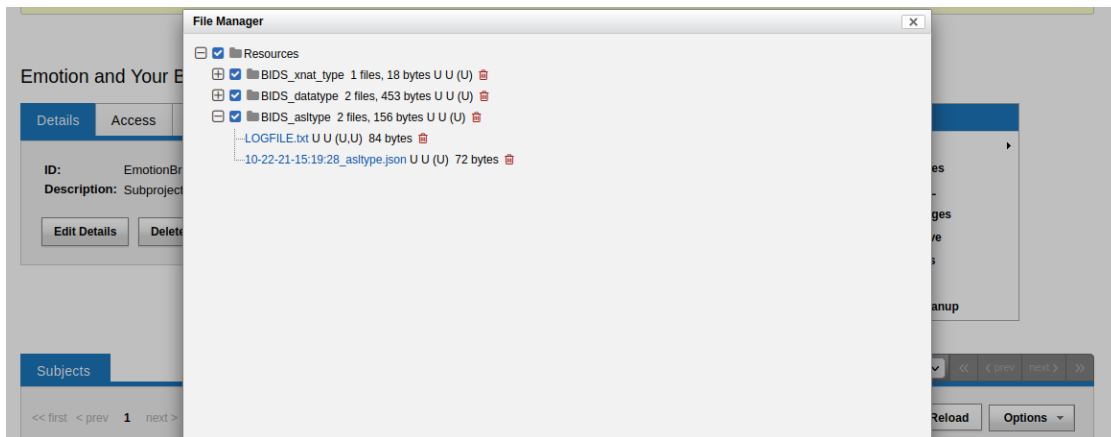 File Manager
Resources
BIDS_xnat_type 1 files, 18 bytes U U (U)
BIDS_datatype 2 files, 453 bytes U U (U)
BIDS_asltype 2 files, 156 bytes U U (U)
LOGFILE.txt U U (U,U) 84 bytes
10-22-21-15:19:28_asltype.json U U (U) 72 bytes
Emotion and Your B
Details Access
ID: EmotionBr
Description: Subproject
Edit Details Delete
es
ges
ve
s
anup
Subjects
<< first < prev 1 next >
« < prev next > »
Reload Options